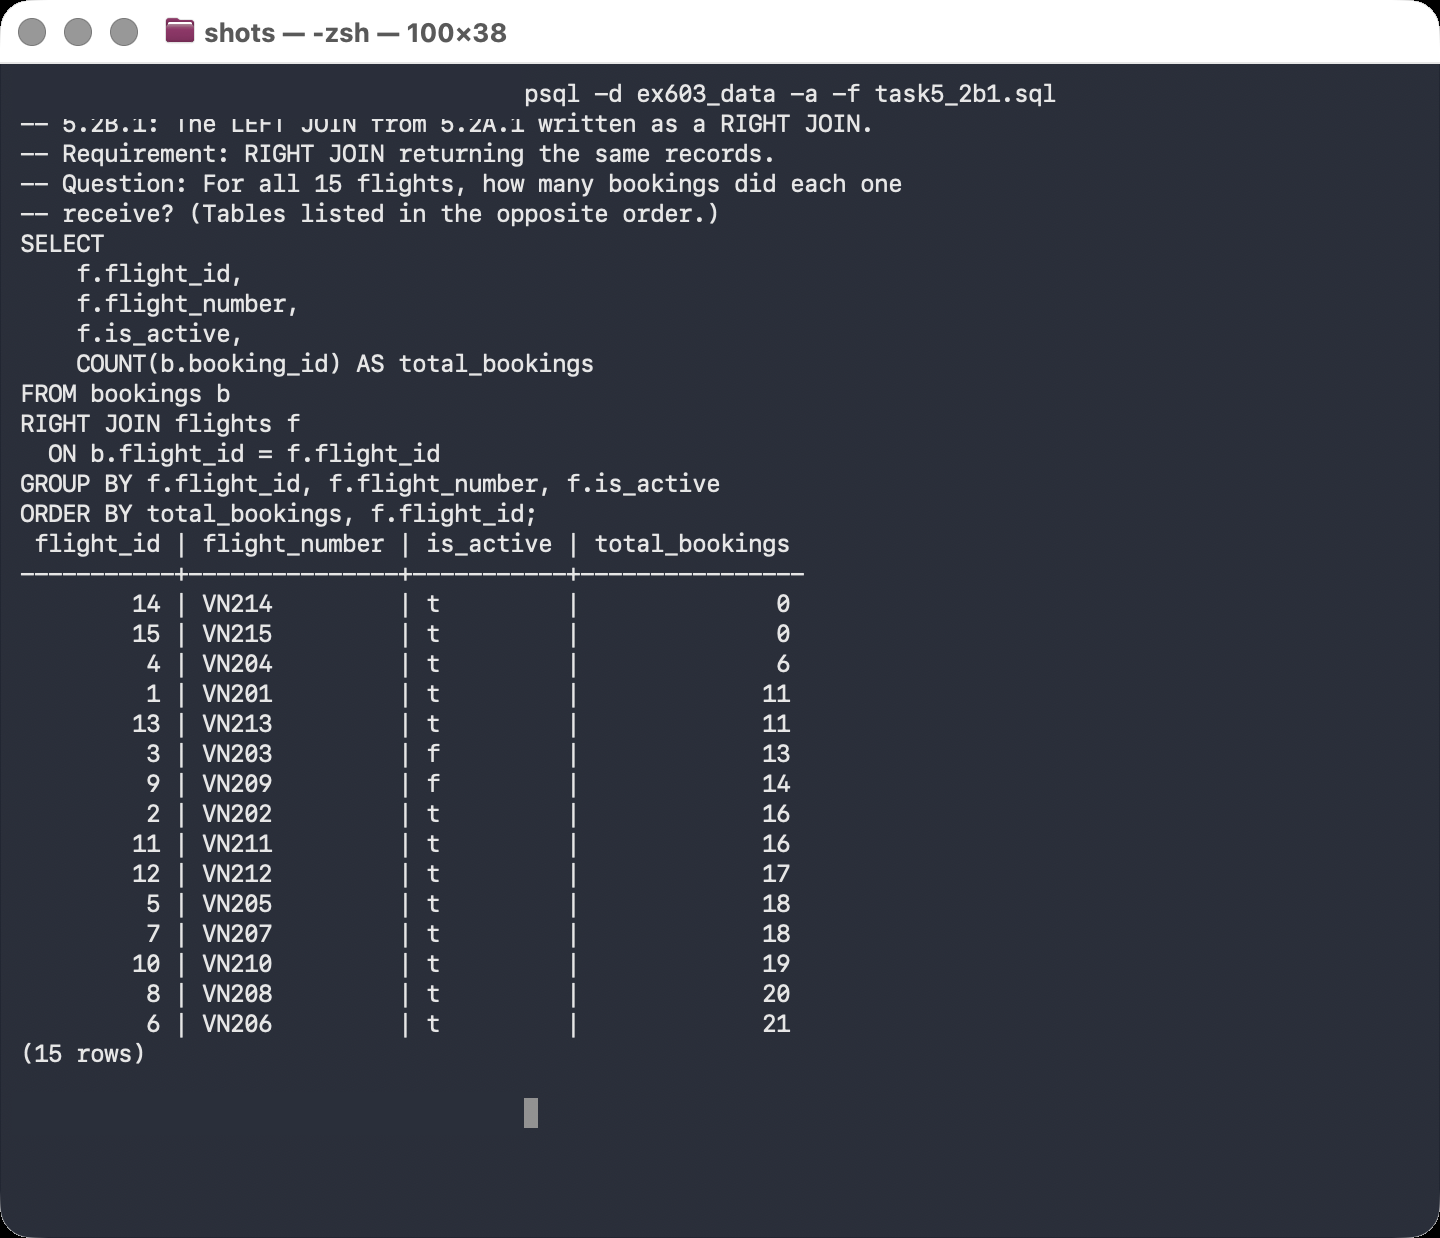 shots — -zsh — 100×38
psql -d ex603_data -a -f task5_2b1.sql
-- 5.2B.1: The LEFT JOIN from 5.2A.1 written as a RIGHT JOIN.
-- Requirement: RIGHT JOIN returning the same records.
-- Question: For all 15 flights, how many bookings did each one
-- receive? (Tables listed in the opposite order.)
SELECT
    f.flight_id,
    f.flight_number,
    f.is_active,
    COUNT(b.booking_id) AS total_bookings
FROM bookings b
RIGHT JOIN flights f
  ON b.flight_id = f.flight_id
GROUP BY f.flight_id, f.flight_number, f.is_active
ORDER BY total_bookings, f.flight_id;
 flight_id | flight_number | is_active | total_bookings
-----------+---------------+-----------+----------------
        14 | VN214         | t         |              0
        15 | VN215         | t         |              0
         4 | VN204         | t         |              6
         1 | VN201         | t         |             11
        13 | VN213         | t         |             11
         3 | VN203         | f         |             13
         9 | VN209         | f         |             14
         2 | VN202         | t         |             16
        11 | VN211         | t         |             16
        12 | VN212         | t         |             17
         5 | VN205         | t         |             18
         7 | VN207         | t         |             18
        10 | VN210         | t         |             19
         8 | VN208         | t         |             20
         6 | VN206         | t         |             21
(15 rows)